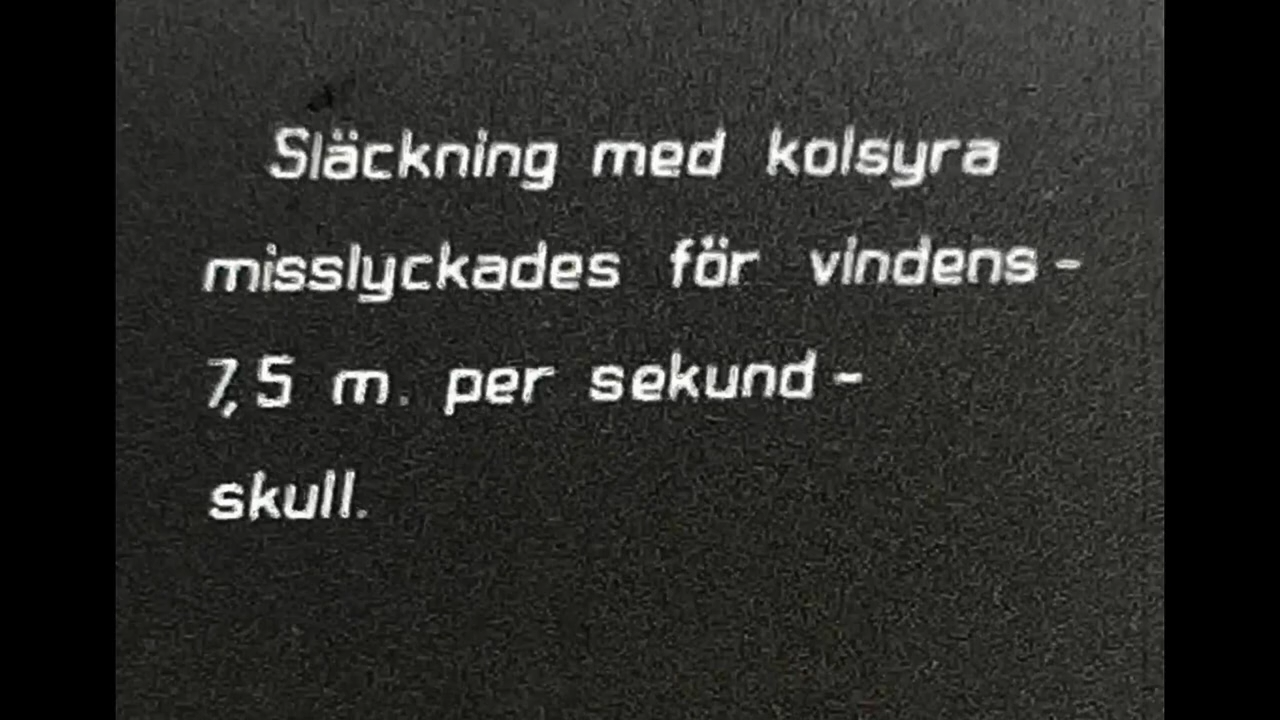 Släckning med kolsyra
misslyckades för vindens -
7,5 m. per sekund -
skull.